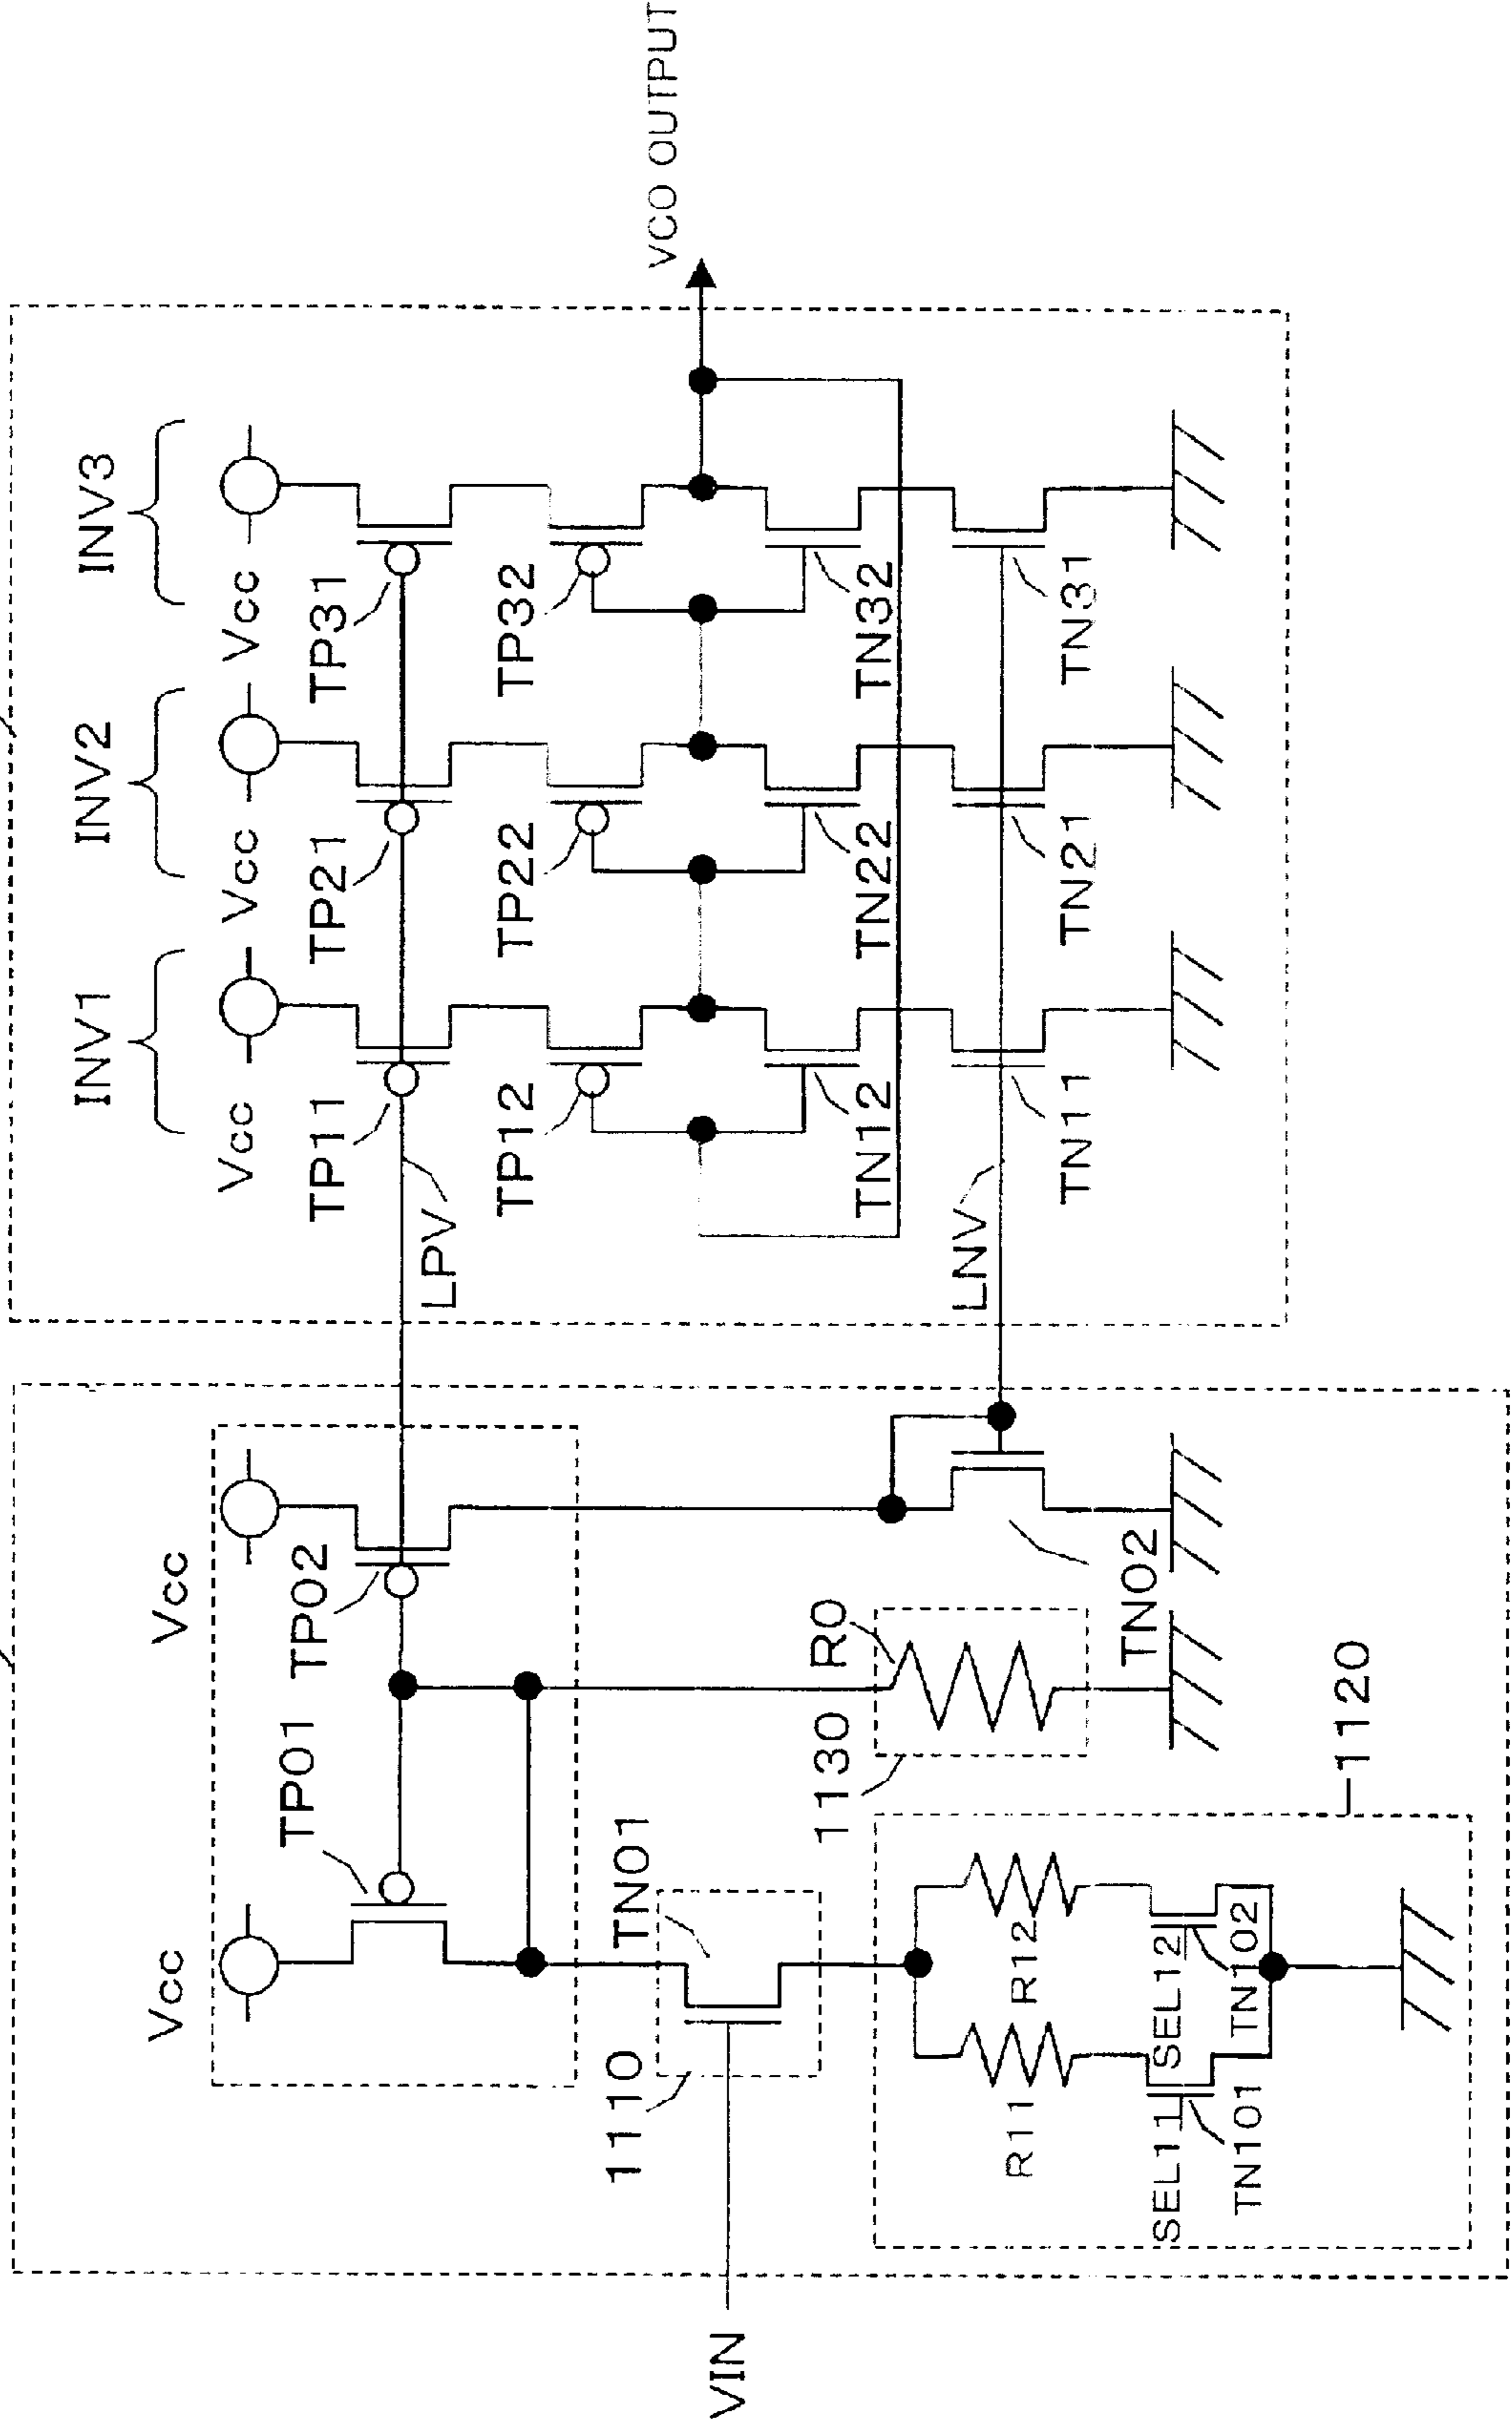 INV1
INV2
INV3
Vcc
Vcc
Vcc
Vcc
Vcc
TP01
TP02
TP11
TP21
TP31
LPV
TP12
TP22
TP32
VIN
1110
TN01
VCO OUTPUT
1130
R0
TN12
TN22
TN32
LNV
R11
R12
TN11
TN21
TN31
TN02
SEL11
SEL12
TN101
TN102
1120